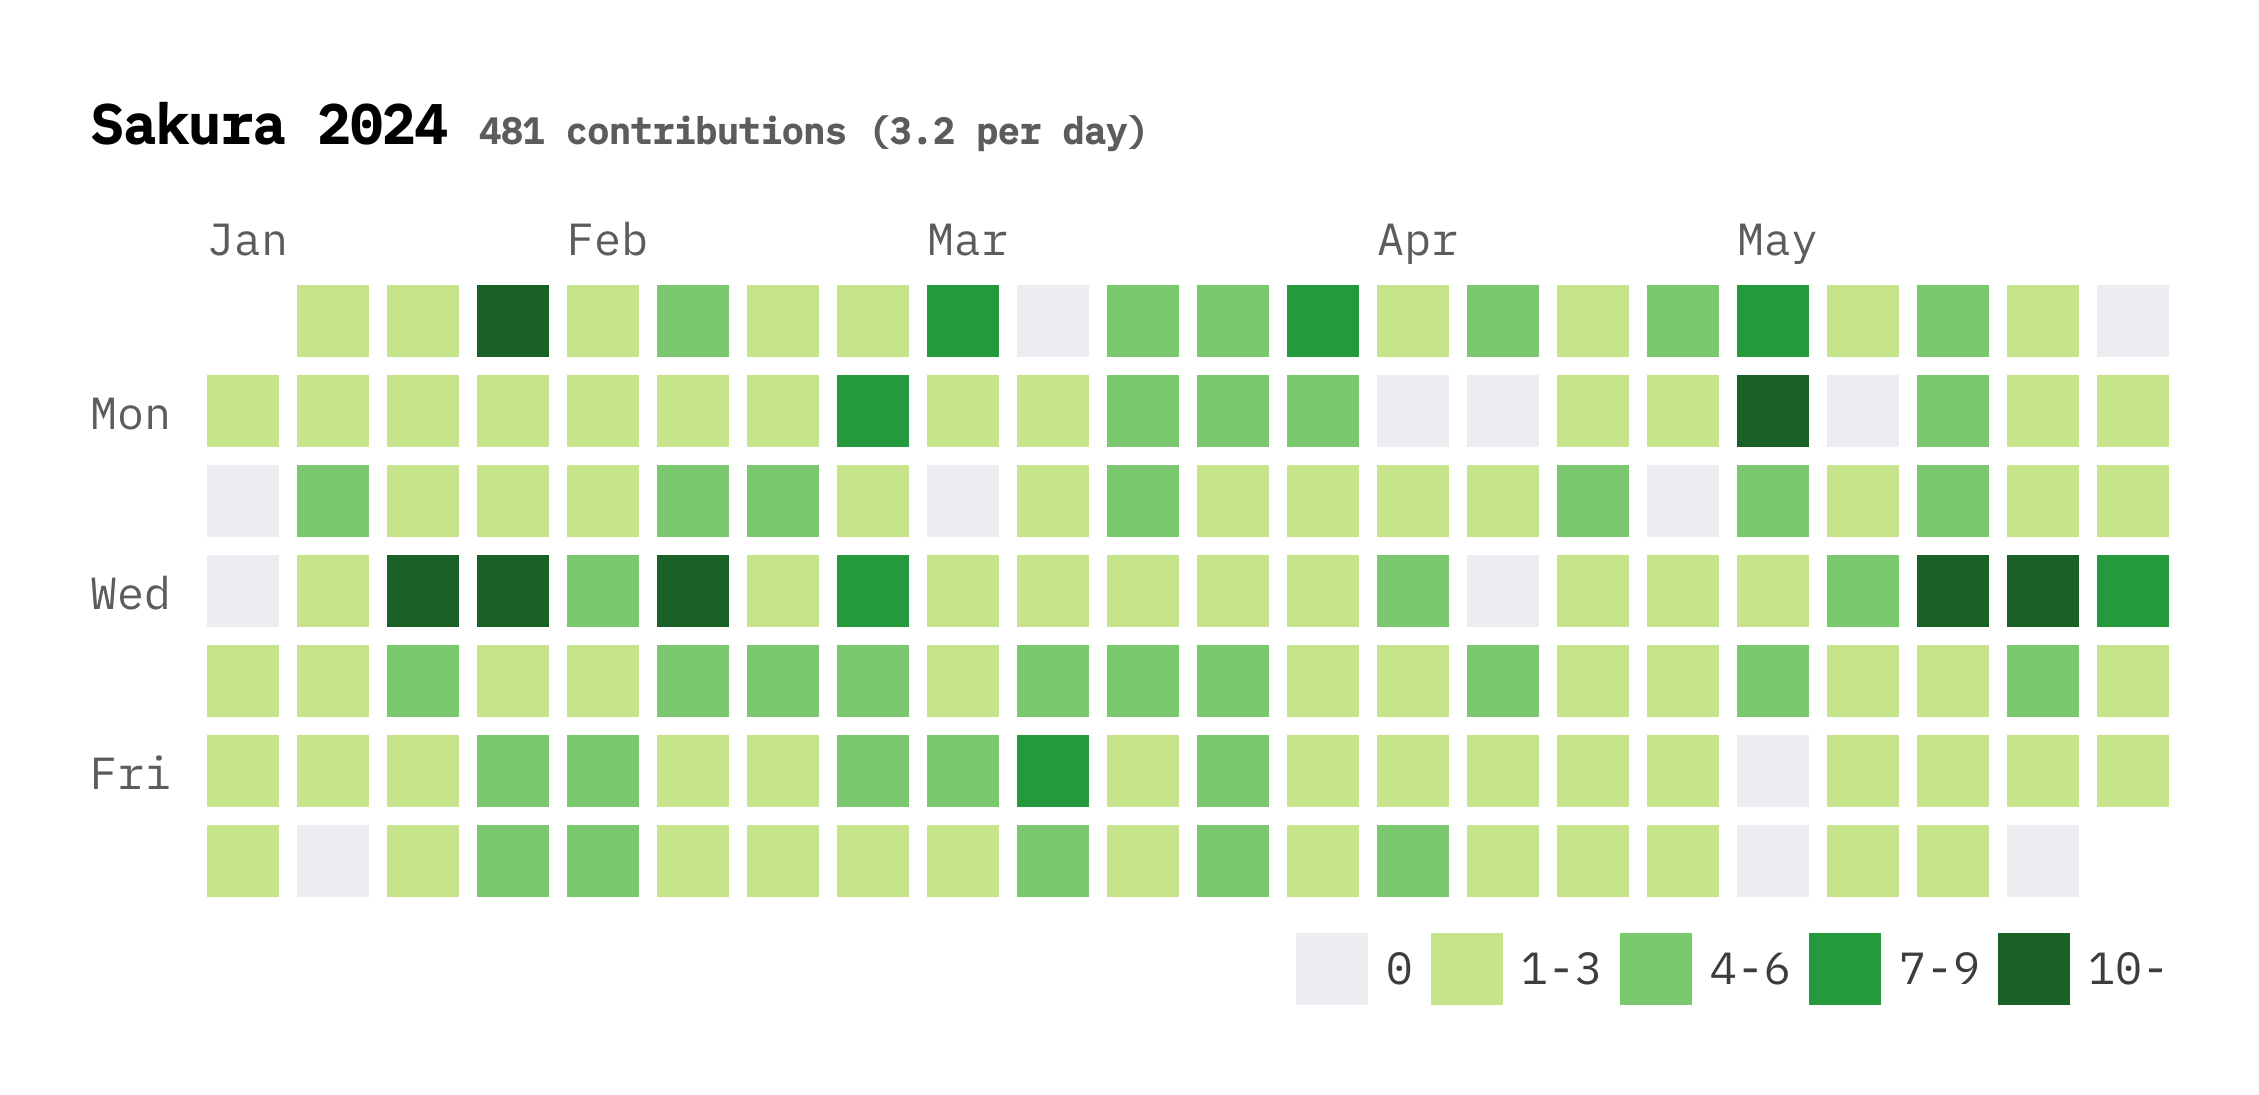 Sakura 2024 481 contributions (3.2 per day)
Jan Feb Mar Apr May
Mon
Wed
Fri
0 1-3 4-6 7-9 10-